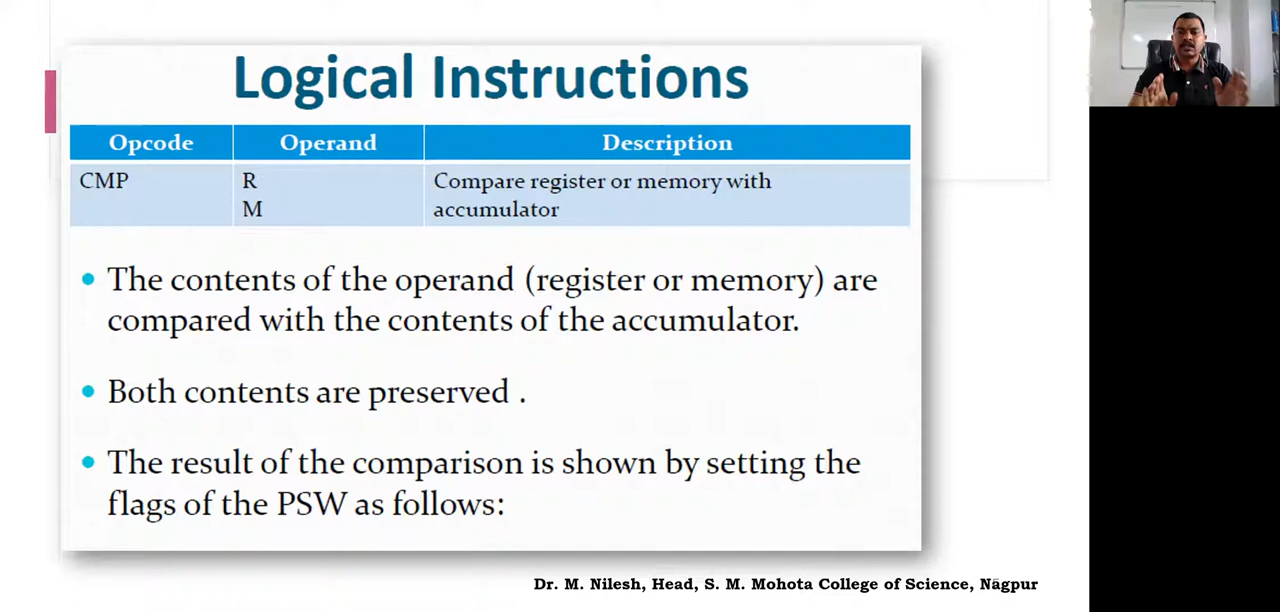 Logical Instructions
Opcode Operand Description
CMP R Compare register or memory with
M accumulator
The contents of the operand (register or memory) are
compared with the contents of the accumulator.
Both contents are preserved .
The result of the comparison is shown by setting the
flags of the PSW as follows:
Dr. M. Nilesh, Head, S. M. Mohota College of Science, Nagpur